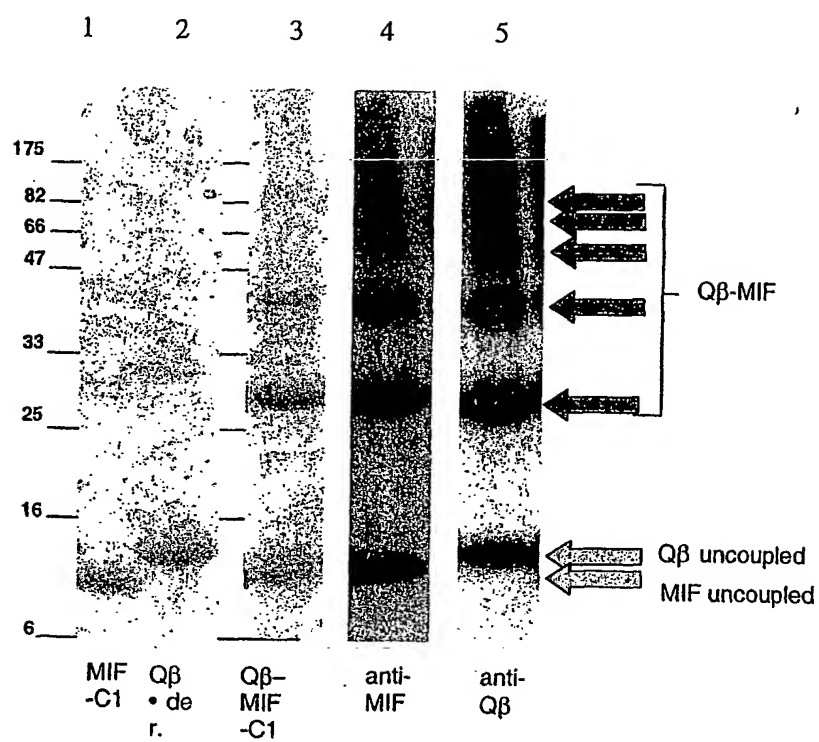 1 2 3 4 5
175
82
66
47
33
25
16
6
Qβ-MIF
Qβ uncoupled
MIF uncoupled
MIF
-C1
Qβ
• de
r.
Qβ–
MIF
-C1
anti-
MIF
anti-
Qβ